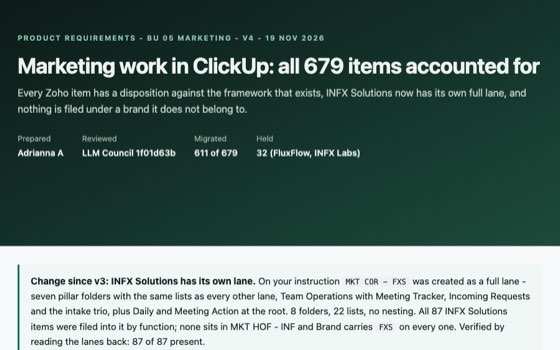 PRODUCT REQUIREMENTS - BU 05 MARKETING - V4 - 19 NOV 2026
Marketing work in ClickUp: all 679 items accounted for
Every Zoho item has a disposition against the framework that exists, INFX Solutions now has its own full lane, and
nothing is filed under a brand it does not belong to.
Prepared Reviewed Migrated Held
Adrianna A LLM Council 1f01d63b 611 of 679 32 (FluxFlow, INFX Labs)
Change since v3: INFX Solutions has its own lane. On your instruction MKT COR - FXS was created as a full lane -
seven pillar folders with the same lists as every other lane, Team Operations with Meeting Tracker, Incoming Requests
and the intake trio, plus Daily and Meeting Action at the root. 8 folders, 22 lists, no nesting. All 87 INFX Solutions
items were filed into it by function; none sits in MKT HOF - INF and Brand carries FXS on every one. Verified by
reading the lanes back: 87 of 87 present.